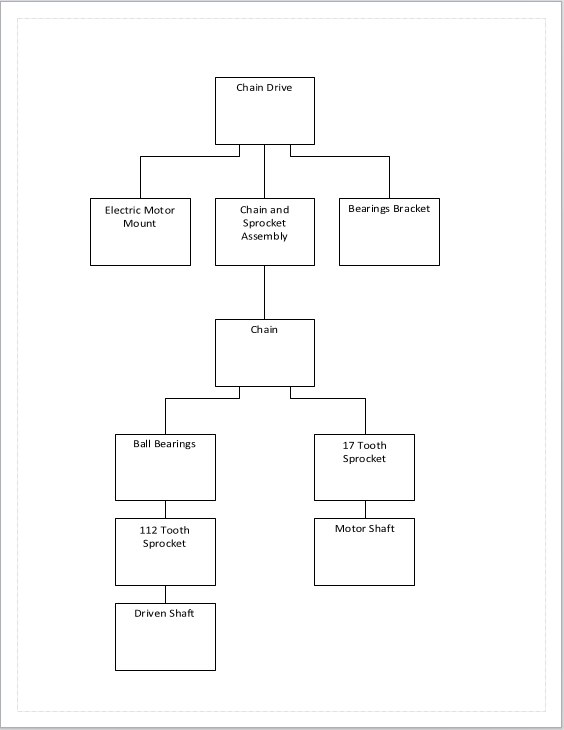 Chain Drive
Electric Motor
Mount
Chain and
Sprocket
Assembly
Bearings Bracket
Chain
Ball Bearings
17 Tooth
Sprocket
112 Tooth
Sprocket
Motor Shaft
Driven Shaft